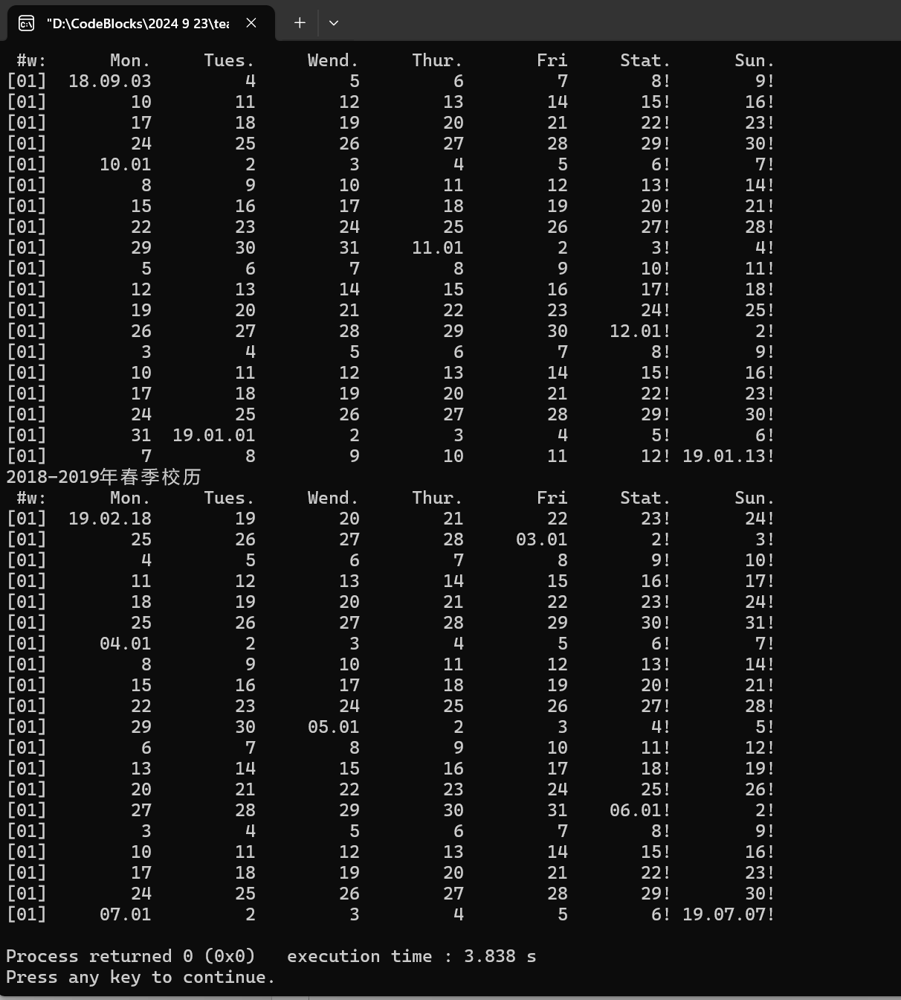 "D:\CodeBlocks\2024 9 23\tea
#w: Mon. Tues. Wend. Thur. Fri Stat. Sun.
[01] 18.09.03 4 5 6 7 8! 9!
[01] 10 11 12 13 14 15! 16!
[01] 17 18 19 20 21 22! 23!
[01] 24 25 26 27 28 29! 30!
[01] 10.01 2 3 4 5 6! 7!
[01] 8 9 10 11 12 13! 14!
[01] 15 16 17 18 19 20! 21!
[01] 22 23 24 25 26 27! 28!
[01] 29 30 31 11.01 2 3! 4!
[01] 5 6 7 8 9 10! 11!
[01] 12 13 14 15 16 17! 18!
[01] 19 20 21 22 23 24! 25!
[01] 26 27 28 29 30 12.01! 2!
[01] 3 4 5 6 7 8! 9!
[01] 10 11 12 13 14 15! 16!
[01] 17 18 19 20 21 22! 23!
[01] 24 25 26 27 28 29! 30!
[01] 31 19.01.01 2 3 4 5! 6!
[01] 7 8 9 10 11 12! 19.01.13!
2018-2019年春季校历
#w: Mon. Tues. Wend. Thur. Fri Stat. Sun.
[01] 19.02.18 19 20 21 22 23! 24!
[01] 25 26 27 28 03.01 2! 3!
[01] 4 5 6 7 8 9! 10!
[01] 11 12 13 14 15 16! 17!
[01] 18 19 20 21 22 23! 24!
[01] 25 26 27 28 29 30! 31!
[01] 04.01 2 3 4 5 6! 7!
[01] 8 9 10 11 12 13! 14!
[01] 15 16 17 18 19 20! 21!
[01] 22 23 24 25 26 27! 28!
[01] 29 30 05.01 2 3 4! 5!
[01] 6 7 8 9 10 11! 12!
[01] 13 14 15 16 17 18! 19!
[01] 20 21 22 23 24 25! 26!
[01] 27 28 29 30 31 06.01! 2!
[01] 3 4 5 6 7 8! 9!
[01] 10 11 12 13 14 15! 16!
[01] 17 18 19 20 21 22! 23!
[01] 24 25 26 27 28 29! 30!
[01] 07.01 2 3 4 5 6! 19.07.07!
Process returned 0 (0x0) execution time : 3.838 s
Press any key to continue.